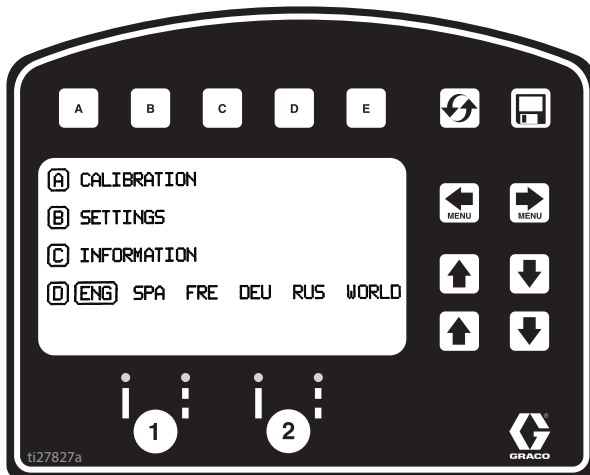 A B C D E
A CALIBRATION
MENU MENU
B SETTINGS
C INFORMATION
D ENG SPA FRE DEU RUS WORLD
1 2
ti27827a
GRACO